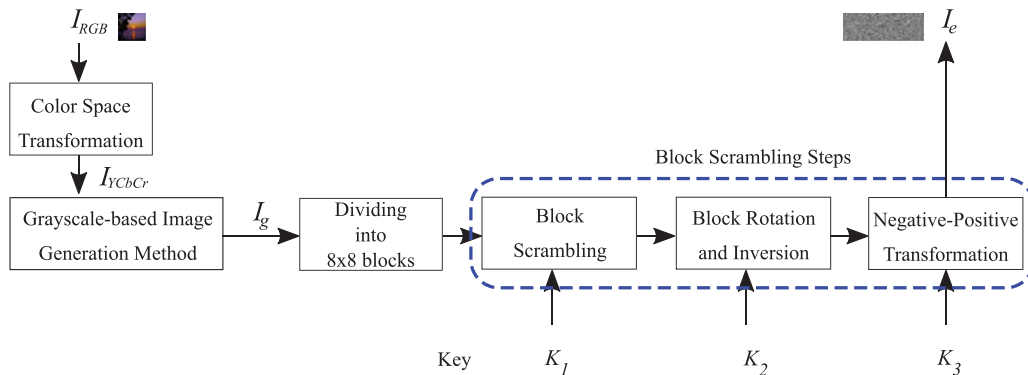 I_RGB
I_e
Color Space
Transformation
Block Scrambling Steps
I_YCbCr
Grayscale-based Image
Generation Method
I_g
Dividing
into
8x8 blocks
Block
Scrambling
Block Rotation
and Inversion
Negative-Positive
Transformation
Key
K_1
K_2
K_3